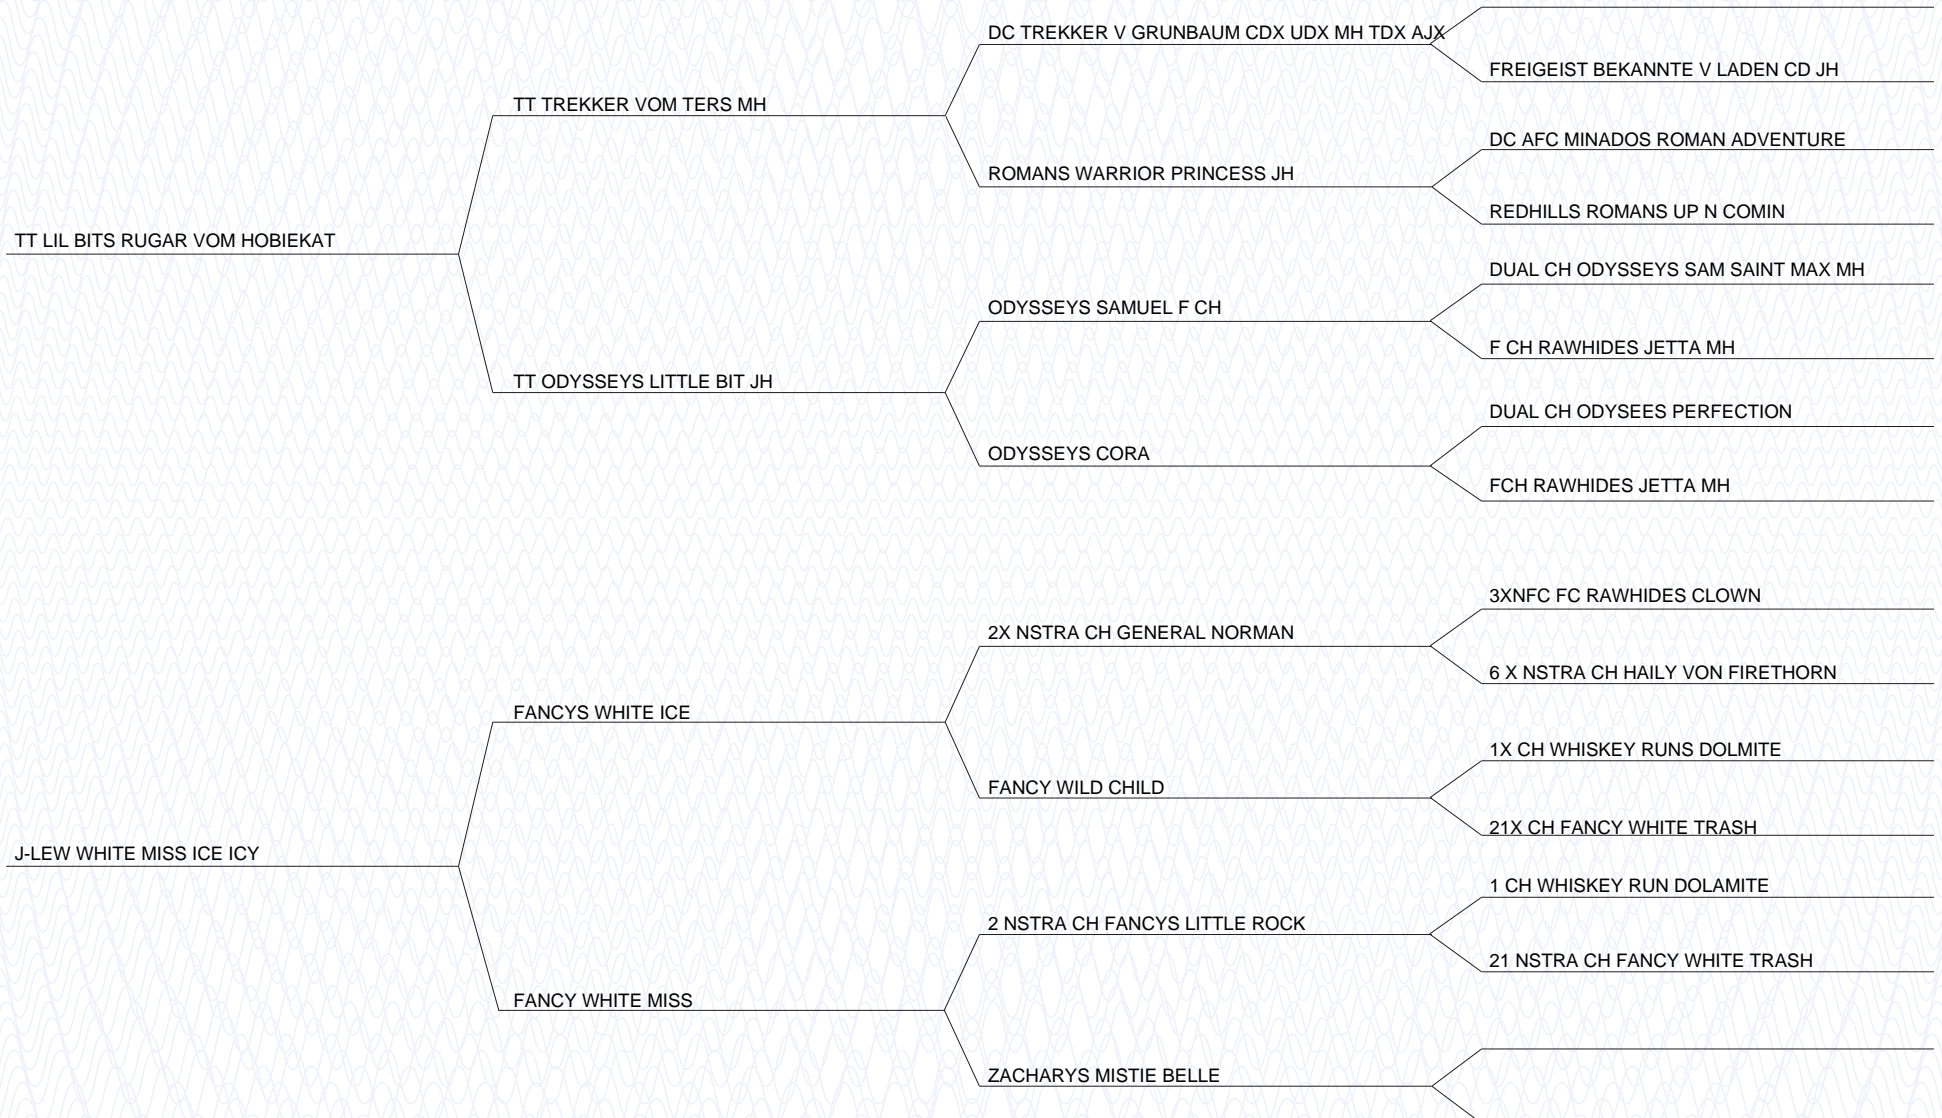 DC TREKKER V GRUNBAUM CDX UDX MH TDX AJX
FREIGEIST BEKANNTE V LADEN CD JH
TT TREKKER VOM TERS MH
DC AFC MINADOS ROMAN ADVENTURE
ROMANS WARRIOR PRINCESS JH
REDHILLS ROMANS UP N COMIN
TT LIL BITS RUGAR VOM HOBIEKAT
DUAL CH ODYSSEYS SAM SAINT MAX MH
ODYSSEYS SAMUEL F CH
F CH RAWHIDES JETTA MH
TT ODYSSEYS LITTLE BIT JH
DUAL CH ODYSEES PERFECTION
ODYSSEYS CORA
FCH RAWHIDES JETTA MH
3XNFC FC RAWHIDES CLOWN
2X NSTRA CH GENERAL NORMAN
6 X NSTRA CH HAILY VON FIRETHORN
FANCYS WHITE ICE
1X CH WHISKEY RUNS DOLMITE
FANCY WILD CHILD
21X CH FANCY WHITE TRASH
J-LEW WHITE MISS ICE ICY
1 CH WHISKEY RUN DOLAMITE
2 NSTRA CH FANCYS LITTLE ROCK
21 NSTRA CH FANCY WHITE TRASH
FANCY WHITE MISS
ZACHARYS MISTIE BELLE